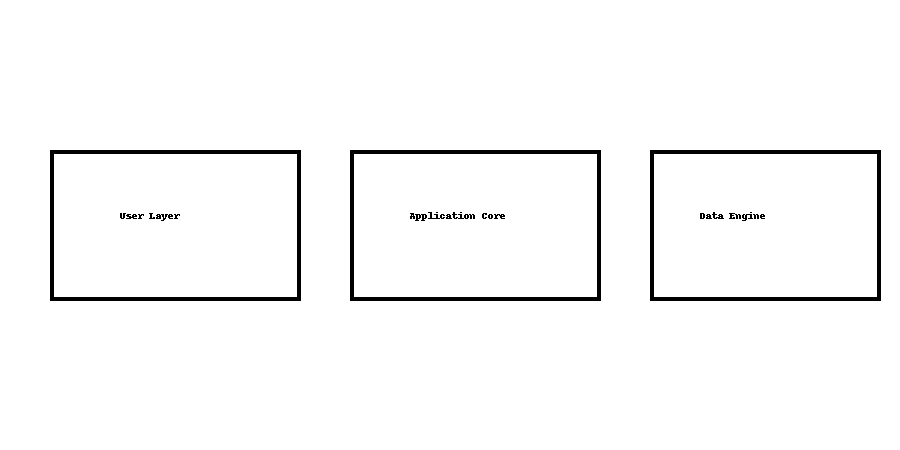 User Layer
Application Core
Data Engine